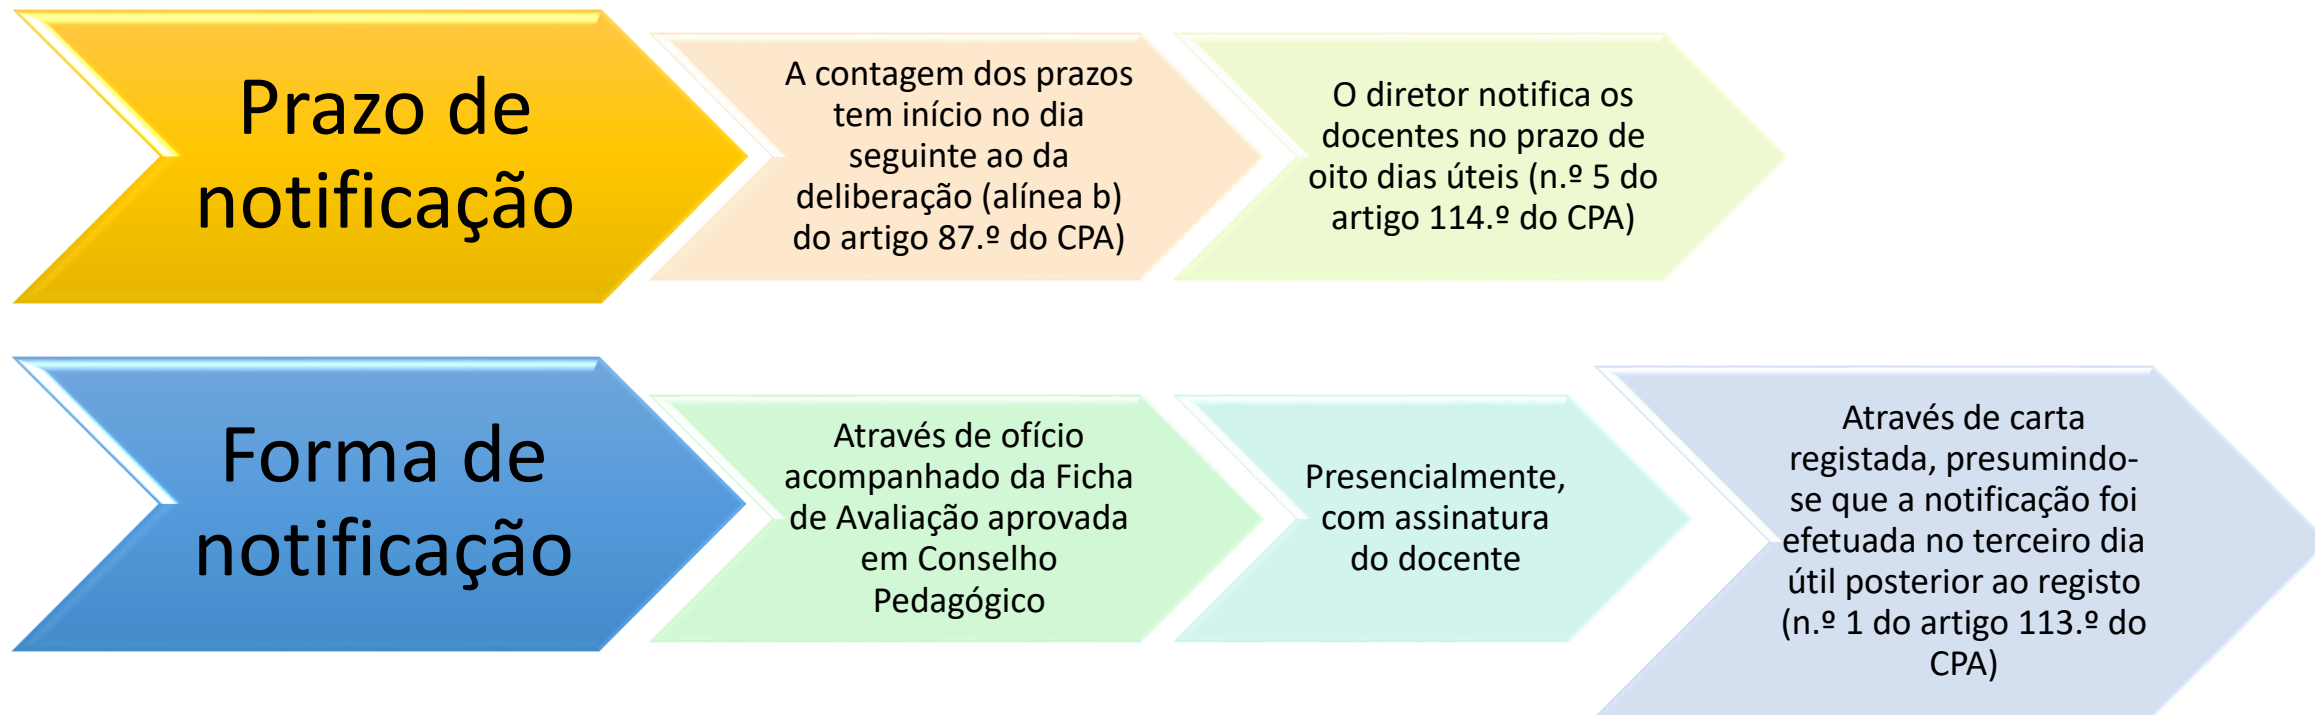 Prazo de
notificação
A contagem dos prazos
tem início no dia
seguinte ao da
deliberação (alínea b)
do artigo 87.º do CPA)
O diretor notifica os
docentes no prazo de
oito dias úteis (n.º 5 do
artigo 114.º do CPA)
Forma de
notificação
Através de ofício
acompanhado da Ficha
de Avaliação aprovada
em Conselho
Pedagógico
Presencialmente,
com assinatura
do docente
Através de carta
registada, presumindo-
se que a notificação foi
efetuada no terceiro dia
útil posterior ao registo
(n.º 1 do artigo 113.º do
CPA)